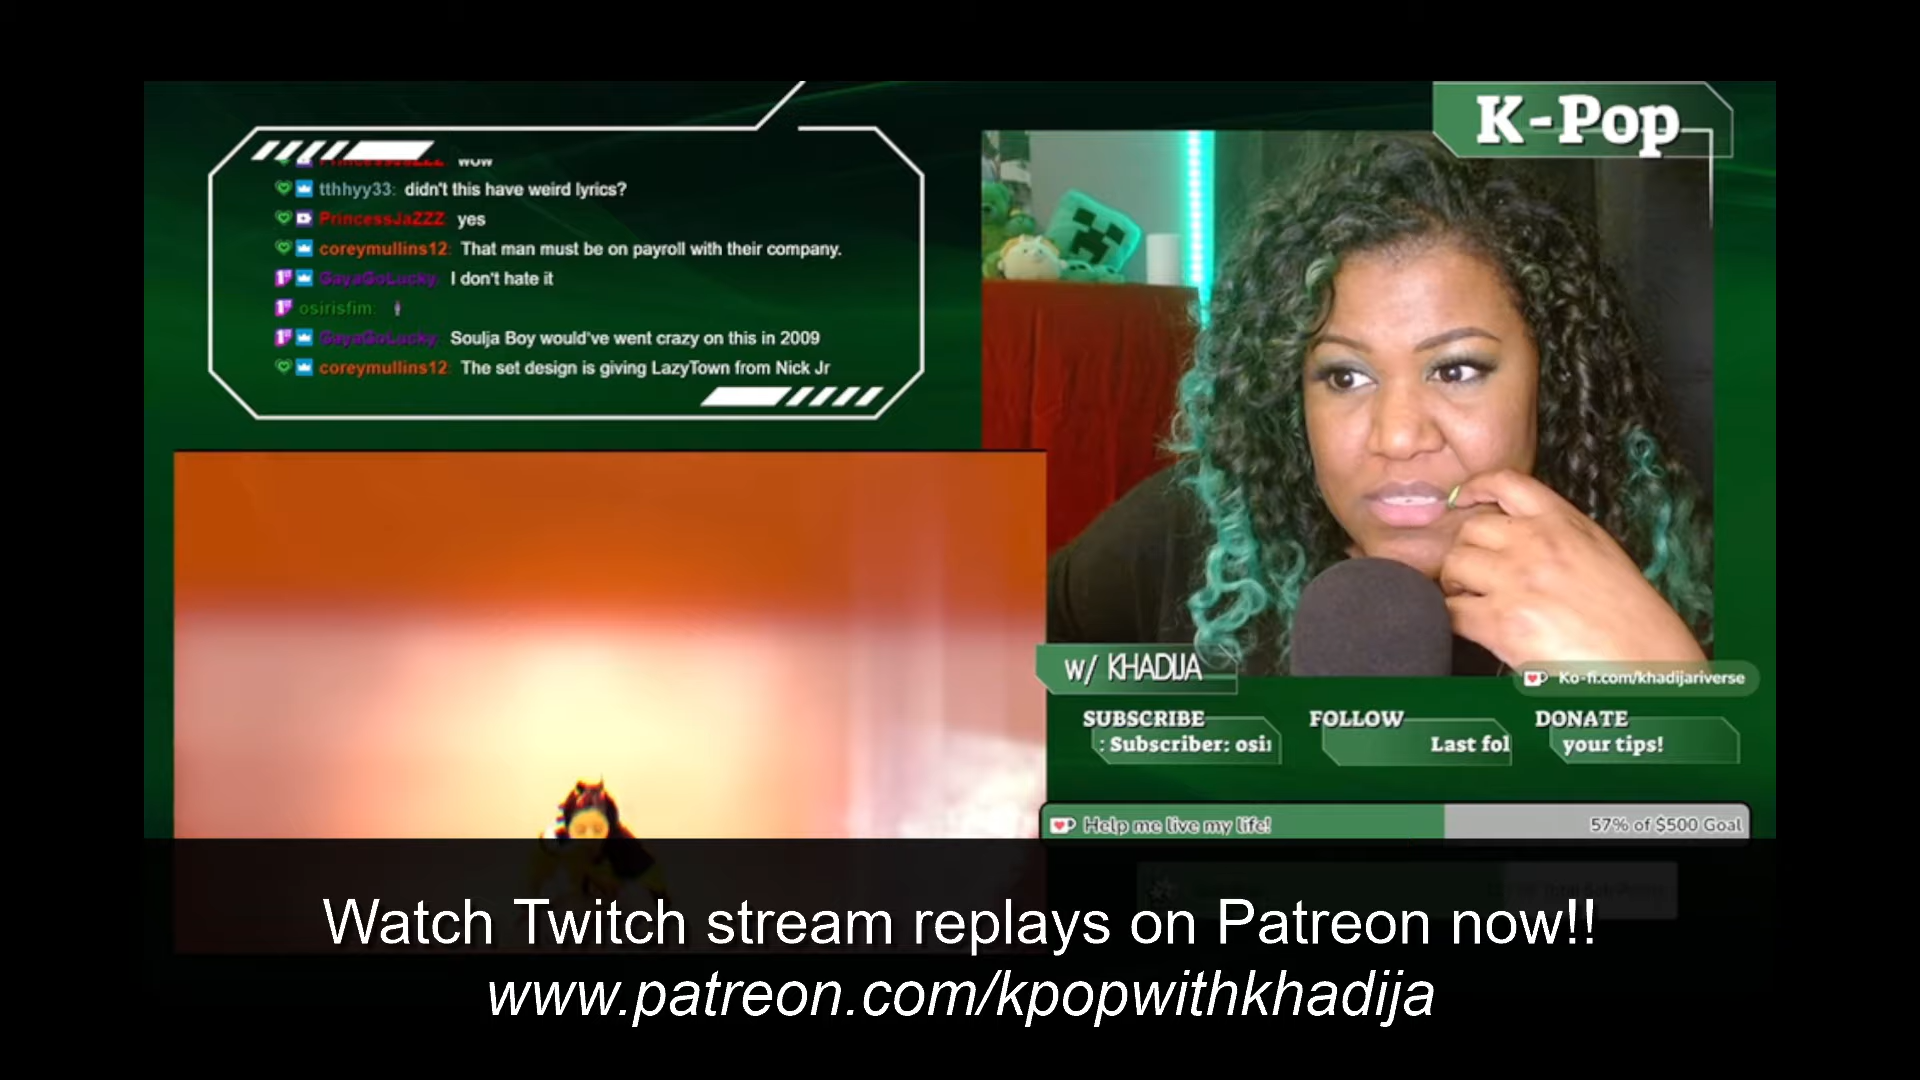 K-Pop
wow
tthhyy33: didn't this have weird lyrics?
PrincessJaZZZ yes
coreymullins12: That man must be on payroll with their company.
GayaGoLucky: I don't hate it
osirisfim:
GayaGoLucky: Soulja Boy would've went crazy on this in 2009
coreymullins12: The set design is giving LazyTown from Nick Jr
w/ KHADIJA
Ko-fi.com/khadijariverse
SUBSCRIBE
: Subscriber: osi
FOLLOW
Last fol
DONATE
your tips!
Help me live my life!
57% of $500 Goal
Watch Twitch stream replays on Patreon now!!
www.patreon.com/kpopwithkhadija